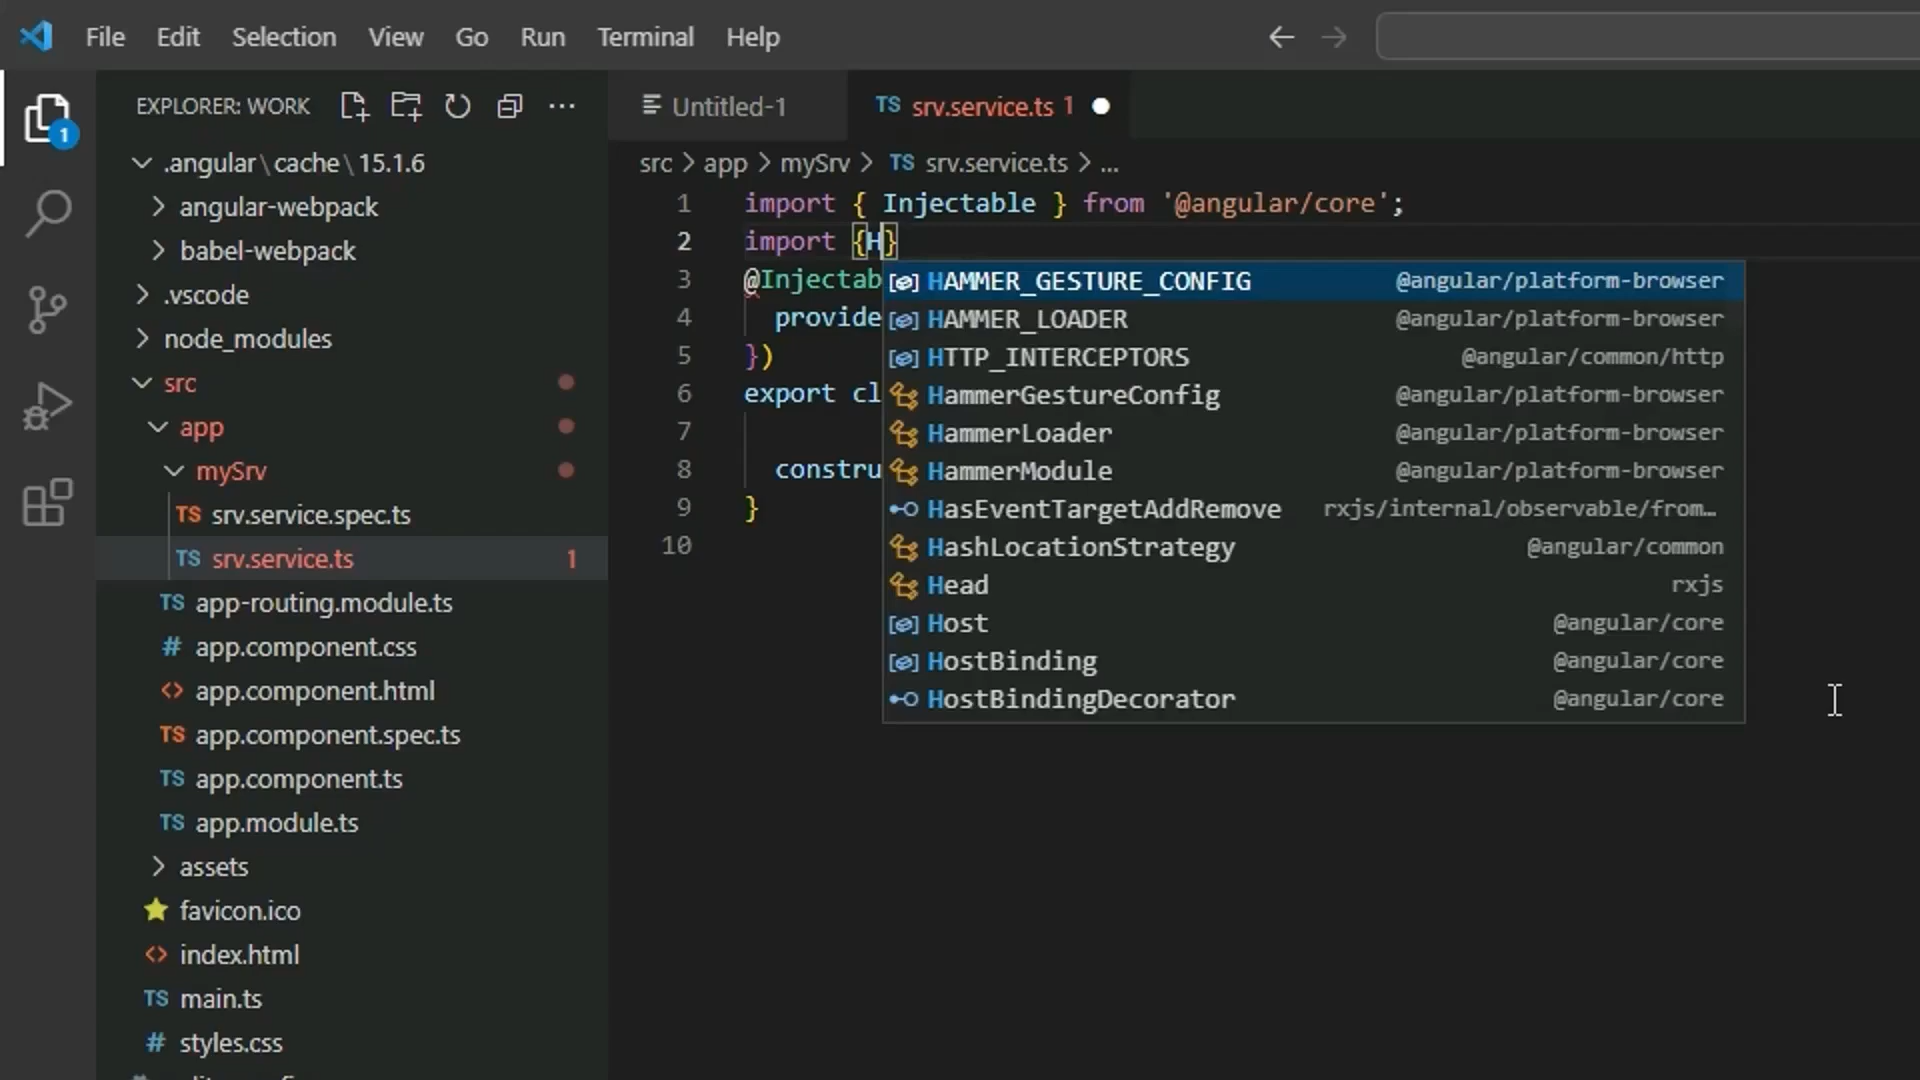 File Edit Selection View Go Run Terminal Help
EXPLORER: WORK
Untitled-1
TS srv.service.ts 1
1
src > app > mySrv > TS srv.service.ts > ...
.angular\cache\15.1.6
angular-webpack
babel-webpack
.vscode
node_modules
src
app
mySrv
TS srv.service.spec.ts
TS srv.service.ts 1
TS app-routing.module.ts
# app.component.css
<> app.component.html
TS app.component.spec.ts
TS app.component.ts
TS app.module.ts
assets
favicon.ico
<> index.html
TS main.ts
# styles.css
1 import { Injectable } from '@angular/core';
2 import {H}
3 @Injectab
4 provide
5 })
6 export cl
7
8 constru
9 }
10
HAMMER_GESTURE_CONFIG @angular/platform-browser
HAMMER_LOADER @angular/platform-browser
HTTP_INTERCEPTORS @angular/common/http
HammerGestureConfig @angular/platform-browser
HammerLoader @angular/platform-browser
HammerModule @angular/platform-browser
HasEventTargetAddRemove rxjs/internal/observable/from…
HashLocationStrategy @angular/common
Head rxjs
Host @angular/core
HostBinding @angular/core
HostBindingDecorator @angular/core